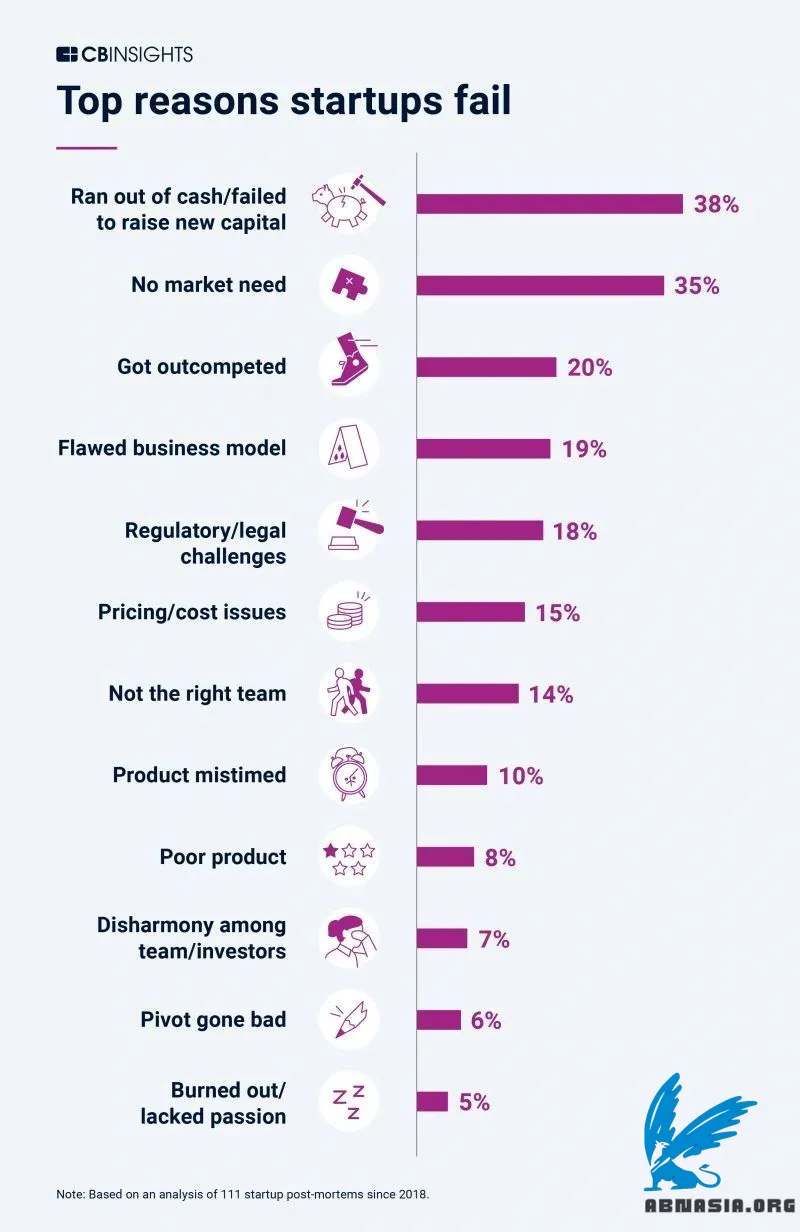 CBINSIGHTS
Top reasons startups fail
Ran out of cash/failed
to raise new capital
38%
No market need
35%
Got outcompeted
20%
Flawed business model
19%
Regulatory/legal
challenges
18%
Pricing/cost issues
15%
Not the right team
14%
Product mistimed
10%
Poor product
8%
Disharmony among
team/investors
7%
Pivot gone bad
6%
Burned out/
lacked passion
5%
Z Z
Z
Note: Based on an analysis of 111 startup post-mortems since 2018.
ABNASIA.ORG